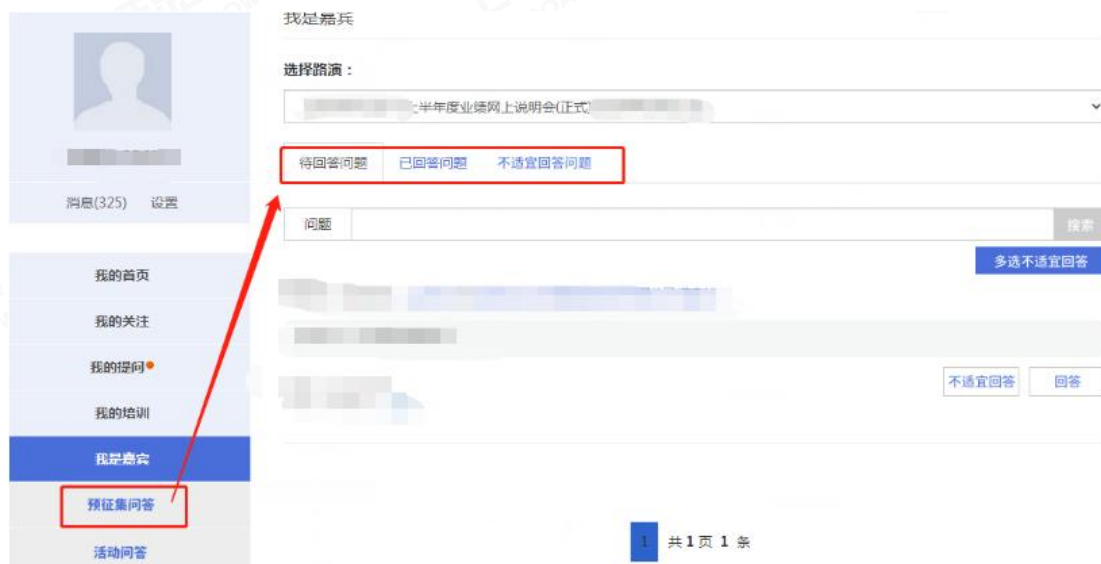 我是嘉宾
选择路演：
上半年度业绩网上说明会(正式)
待回答问题 已回答问题 不适宜回答问题
消息(325) 设置
问题 搜索
多选不适宜回答
我的首页
我的关注
我的提问
不适宜回答 回答
我的培训
我是嘉宾
预征集问答
1 共1页 1 条
活动问答